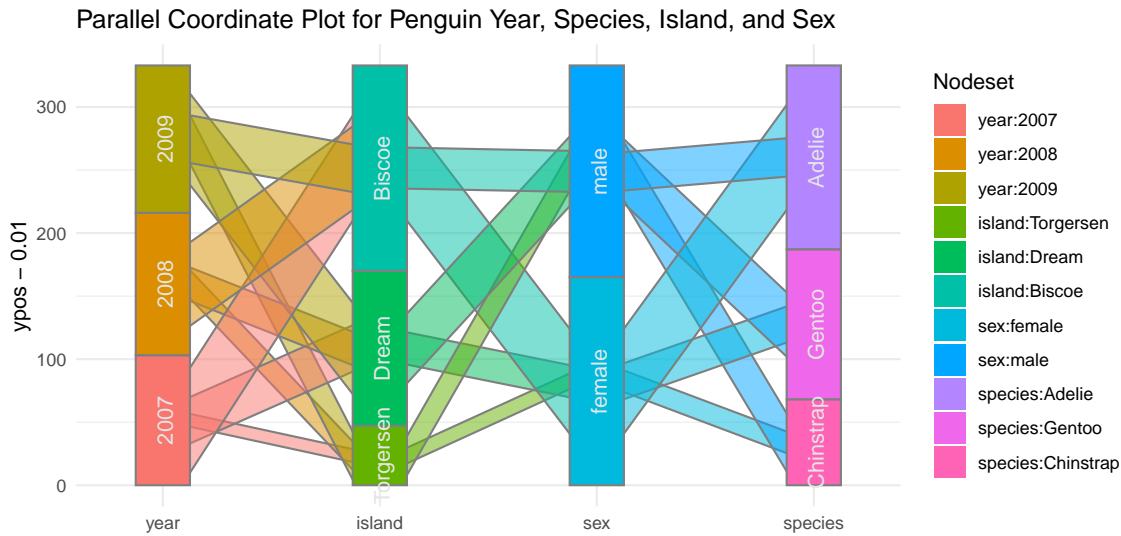 Parallel Coordinate Plot for Penguin Year, Species, Island, and Sex
ypos − 0.01
300
200
100
0
2009
2008
2007
Biscoe
Dream
Torgersen
male
female
Adelie
Gentoo
Chinstrap
year
island
sex
species
Nodeset
year:2007
year:2008
year:2009
island:Torgersen
island:Dream
island:Biscoe
sex:female
sex:male
species:Adelie
species:Gentoo
species:Chinstrap